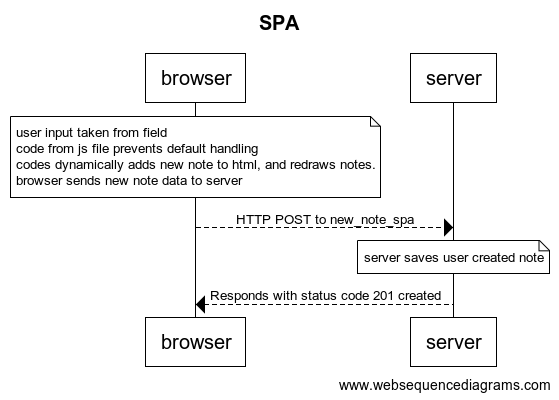 SPA
browser
server
user input taken from field
code from js file prevents default handling
codes dynamically adds new note to html, and redraws notes.
browser sends new note data to server
HTTP POST to new_note_spa
server saves user created note
Responds with status code 201 created
browser
server
www.websequencediagrams.com